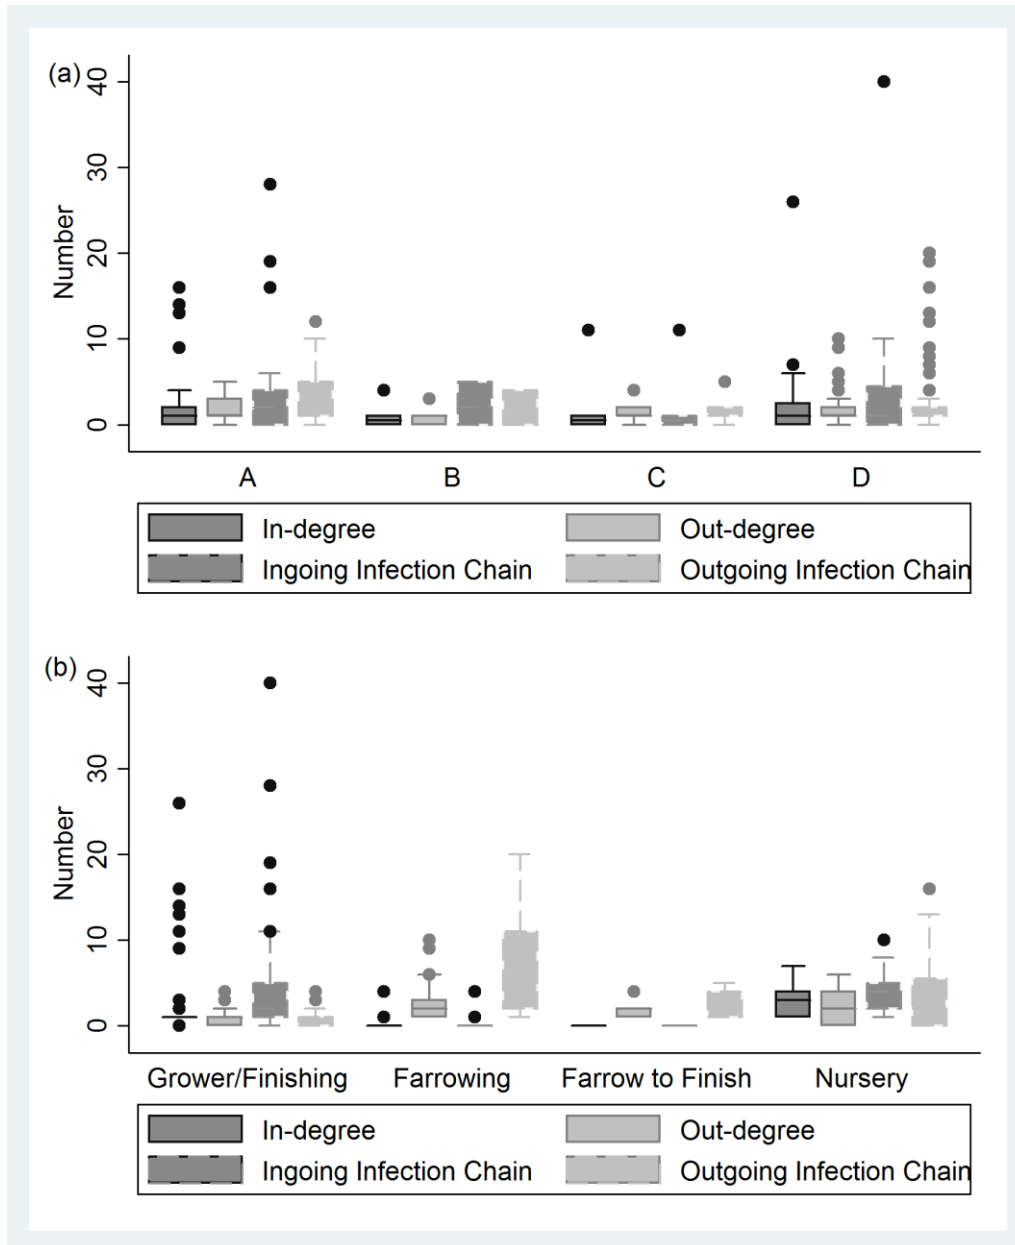 (a)
40
30
20
10
0
Number
A B C D
In-degree Out-degree
Ingoing Infection Chain Outgoing Infection Chain
(b)
40
30
20
10
0
Number
Grower/Finishing Farrowing Farrow to Finish Nursery
In-degree Out-degree
Ingoing Infection Chain Outgoing Infection Chain